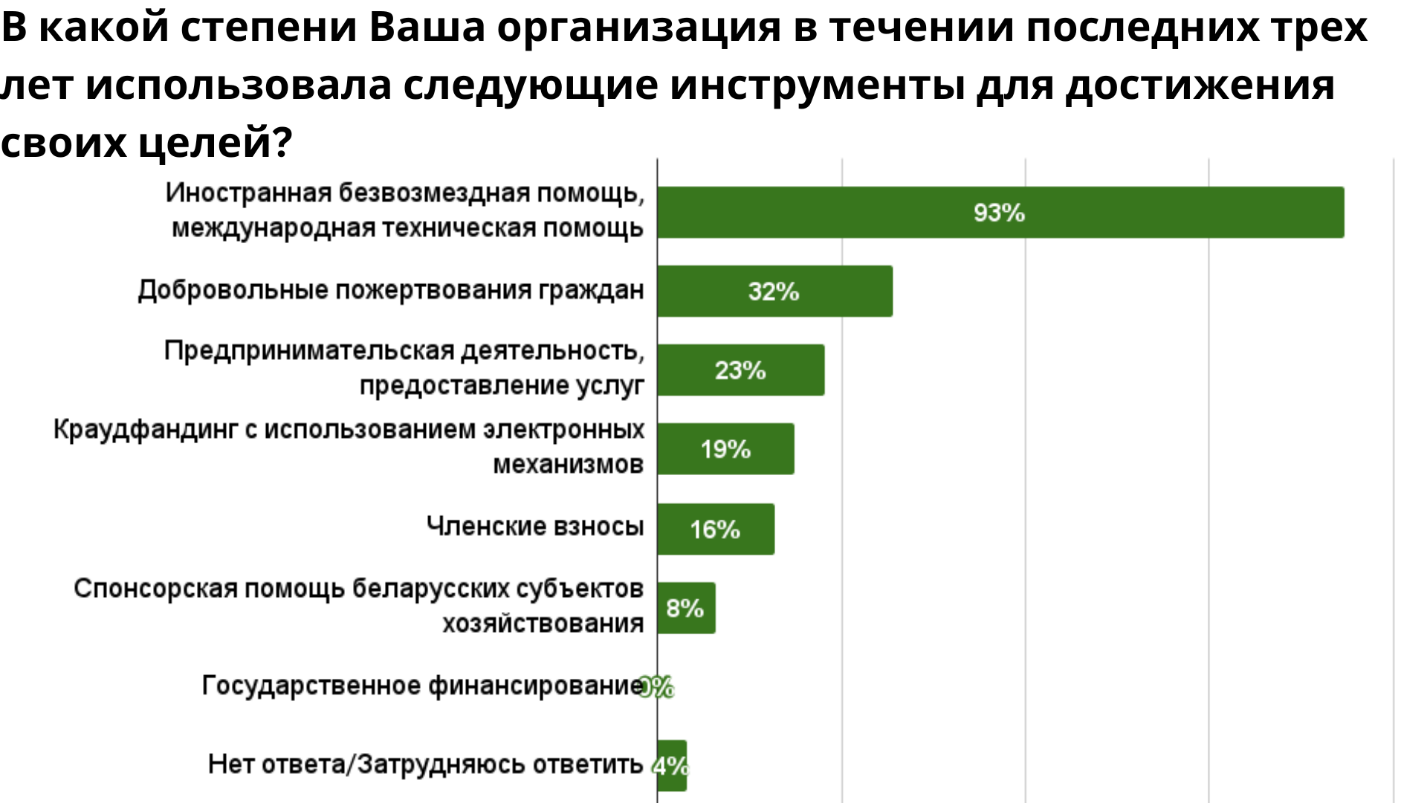 В какой степени Ваша организация в течении последних трех
лет использовала следующие инструменты для достижения
своих целей?
Иностранная безвозмездная помощь,
международная техническая помощь
93%
Добровольные пожертвования граждан
32%
Предпринимательская деятельность,
предоставление услуг
23%
Краудфандинг с использованием электронных
механизмов
19%
Членские взносы
16%
Спонсорская помощь беларусских субъектов
хозяйствования
8%
Государственное финансирование
0%
Нет ответа/Затрудняюсь ответить
4%